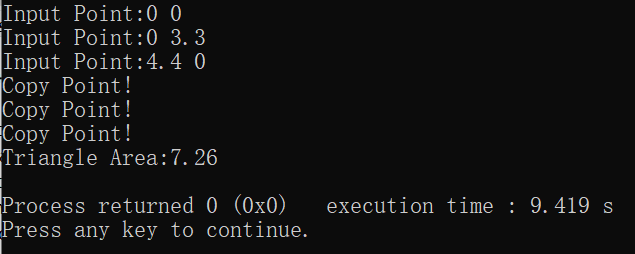 Input Point:0 0
Input Point:0 3.3
Input Point:4.4 0
Copy Point!
Copy Point!
Copy Point!
Triangle Area:7.26
Process returned 0 (0x0)   execution time : 9.419 s
Press any key to continue.